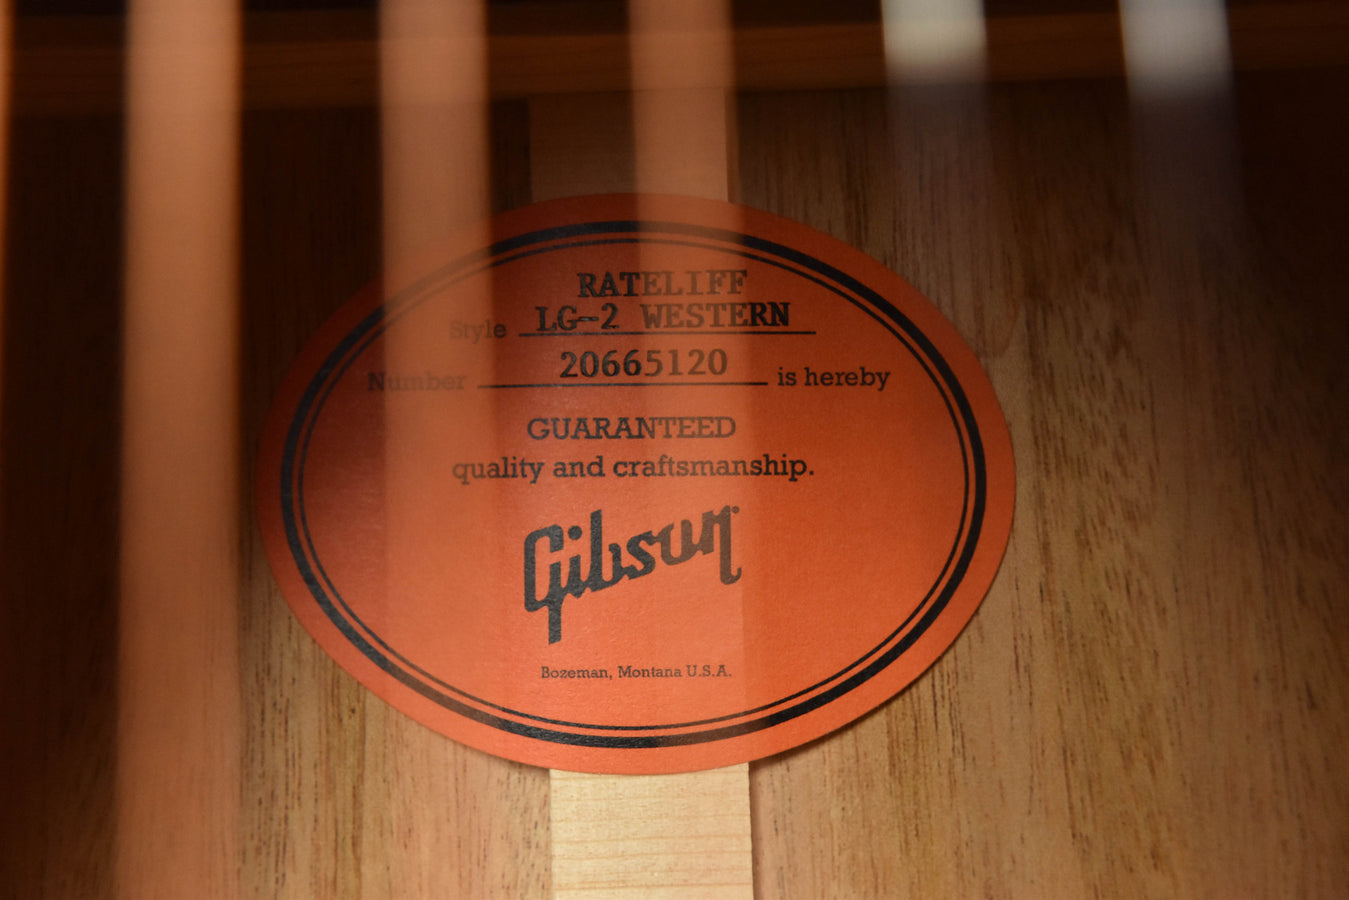 RATELIFF
Style LG-2 WESTERN
Number 20665120 is hereby
GUARANTEED
quality and craftsmanship.
Gibson
Bozeman, Montana U.S.A.